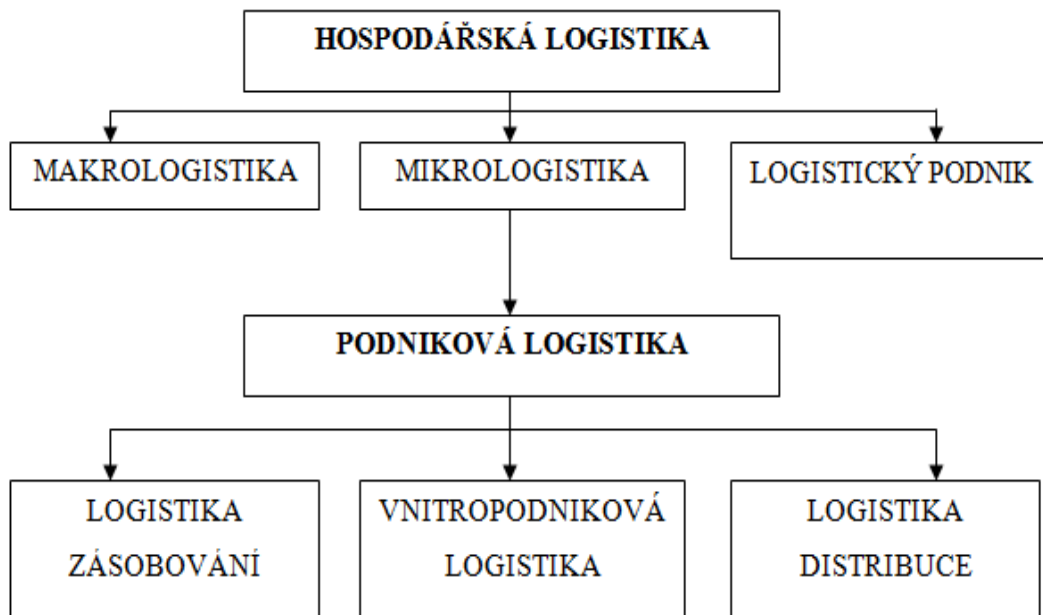 HOSPODÁŘSKÁ LOGISTIKA
MAKROLOGISTIKA
MIKROLOGISTIKA
LOGISTICKÝ PODNIK
PODNIKOVÁ LOGISTIKA
LOGISTIKA
ZÁSOBOVÁNÍ
VNITROPODNIKOVÁ
LOGISTIKA
LOGISTIKA
DISTRIBUCE